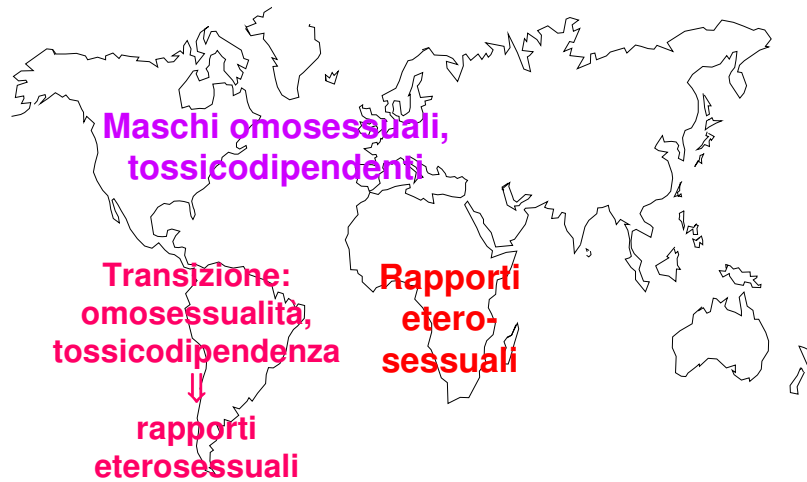 Maschi omosessuali,
tossicodipendenti
Transizione:
omosessualità,
tossicodipendenza
⇓
rapporti
eterosessuali
Rapporti
etero-
sessuali